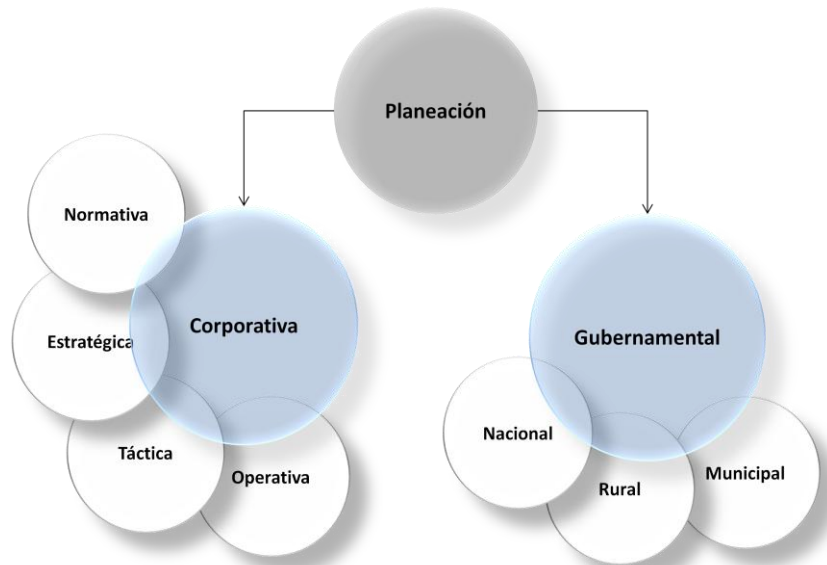 Planeación
Normativa
Estratégica
Corporativa
Táctica
Operativa
Gubernamental
Nacional
Rural
Municipal